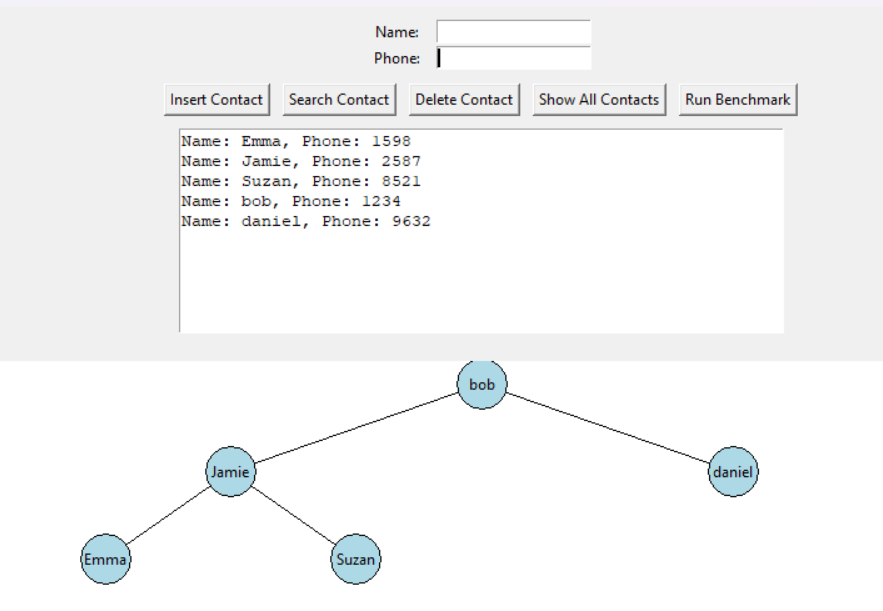 Name:
Phone:
Insert Contact Search Contact Delete Contact Show All Contacts Run Benchmark
Name: Emma, Phone: 1598
Name: Jamie, Phone: 2587
Name: Suzan, Phone: 8521
Name: bob, Phone: 1234
Name: daniel, Phone: 9632
bob
Jamie daniel
Emma Suzan